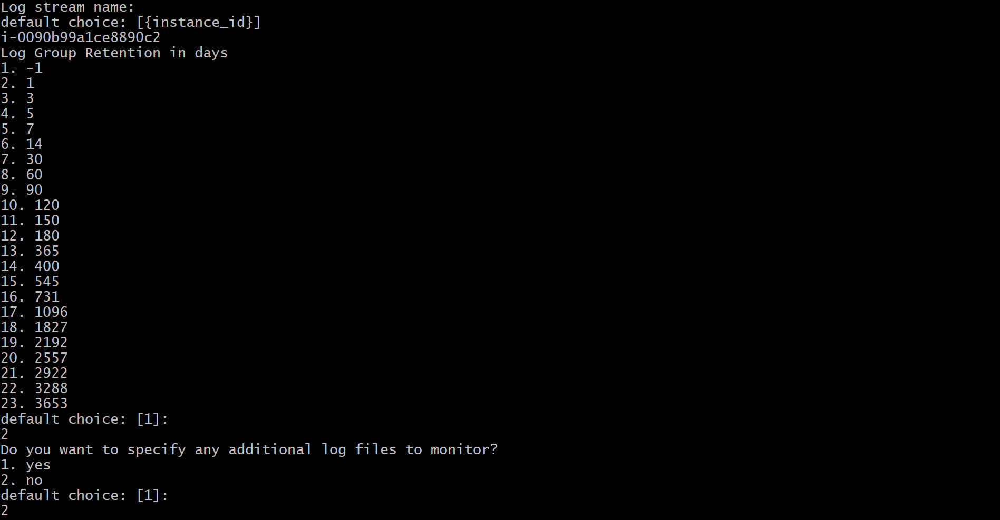 Log stream name:
default choice: [{instance_id}]
i-0090b99a1ce8890c2
Log Group Retention in days
1. -1
2. 1
3. 3
4. 5
5. 7
6. 14
7. 30
8. 60
9. 90
10. 120
11. 150
12. 180
13. 365
14. 400
15. 545
16. 731
17. 1096
18. 1827
19. 2192
20. 2557
21. 2922
22. 3288
23. 3653
default choice: [1]:
2
Do you want to specify any additional log files to monitor?
1. yes
2. no
default choice: [1]:
2